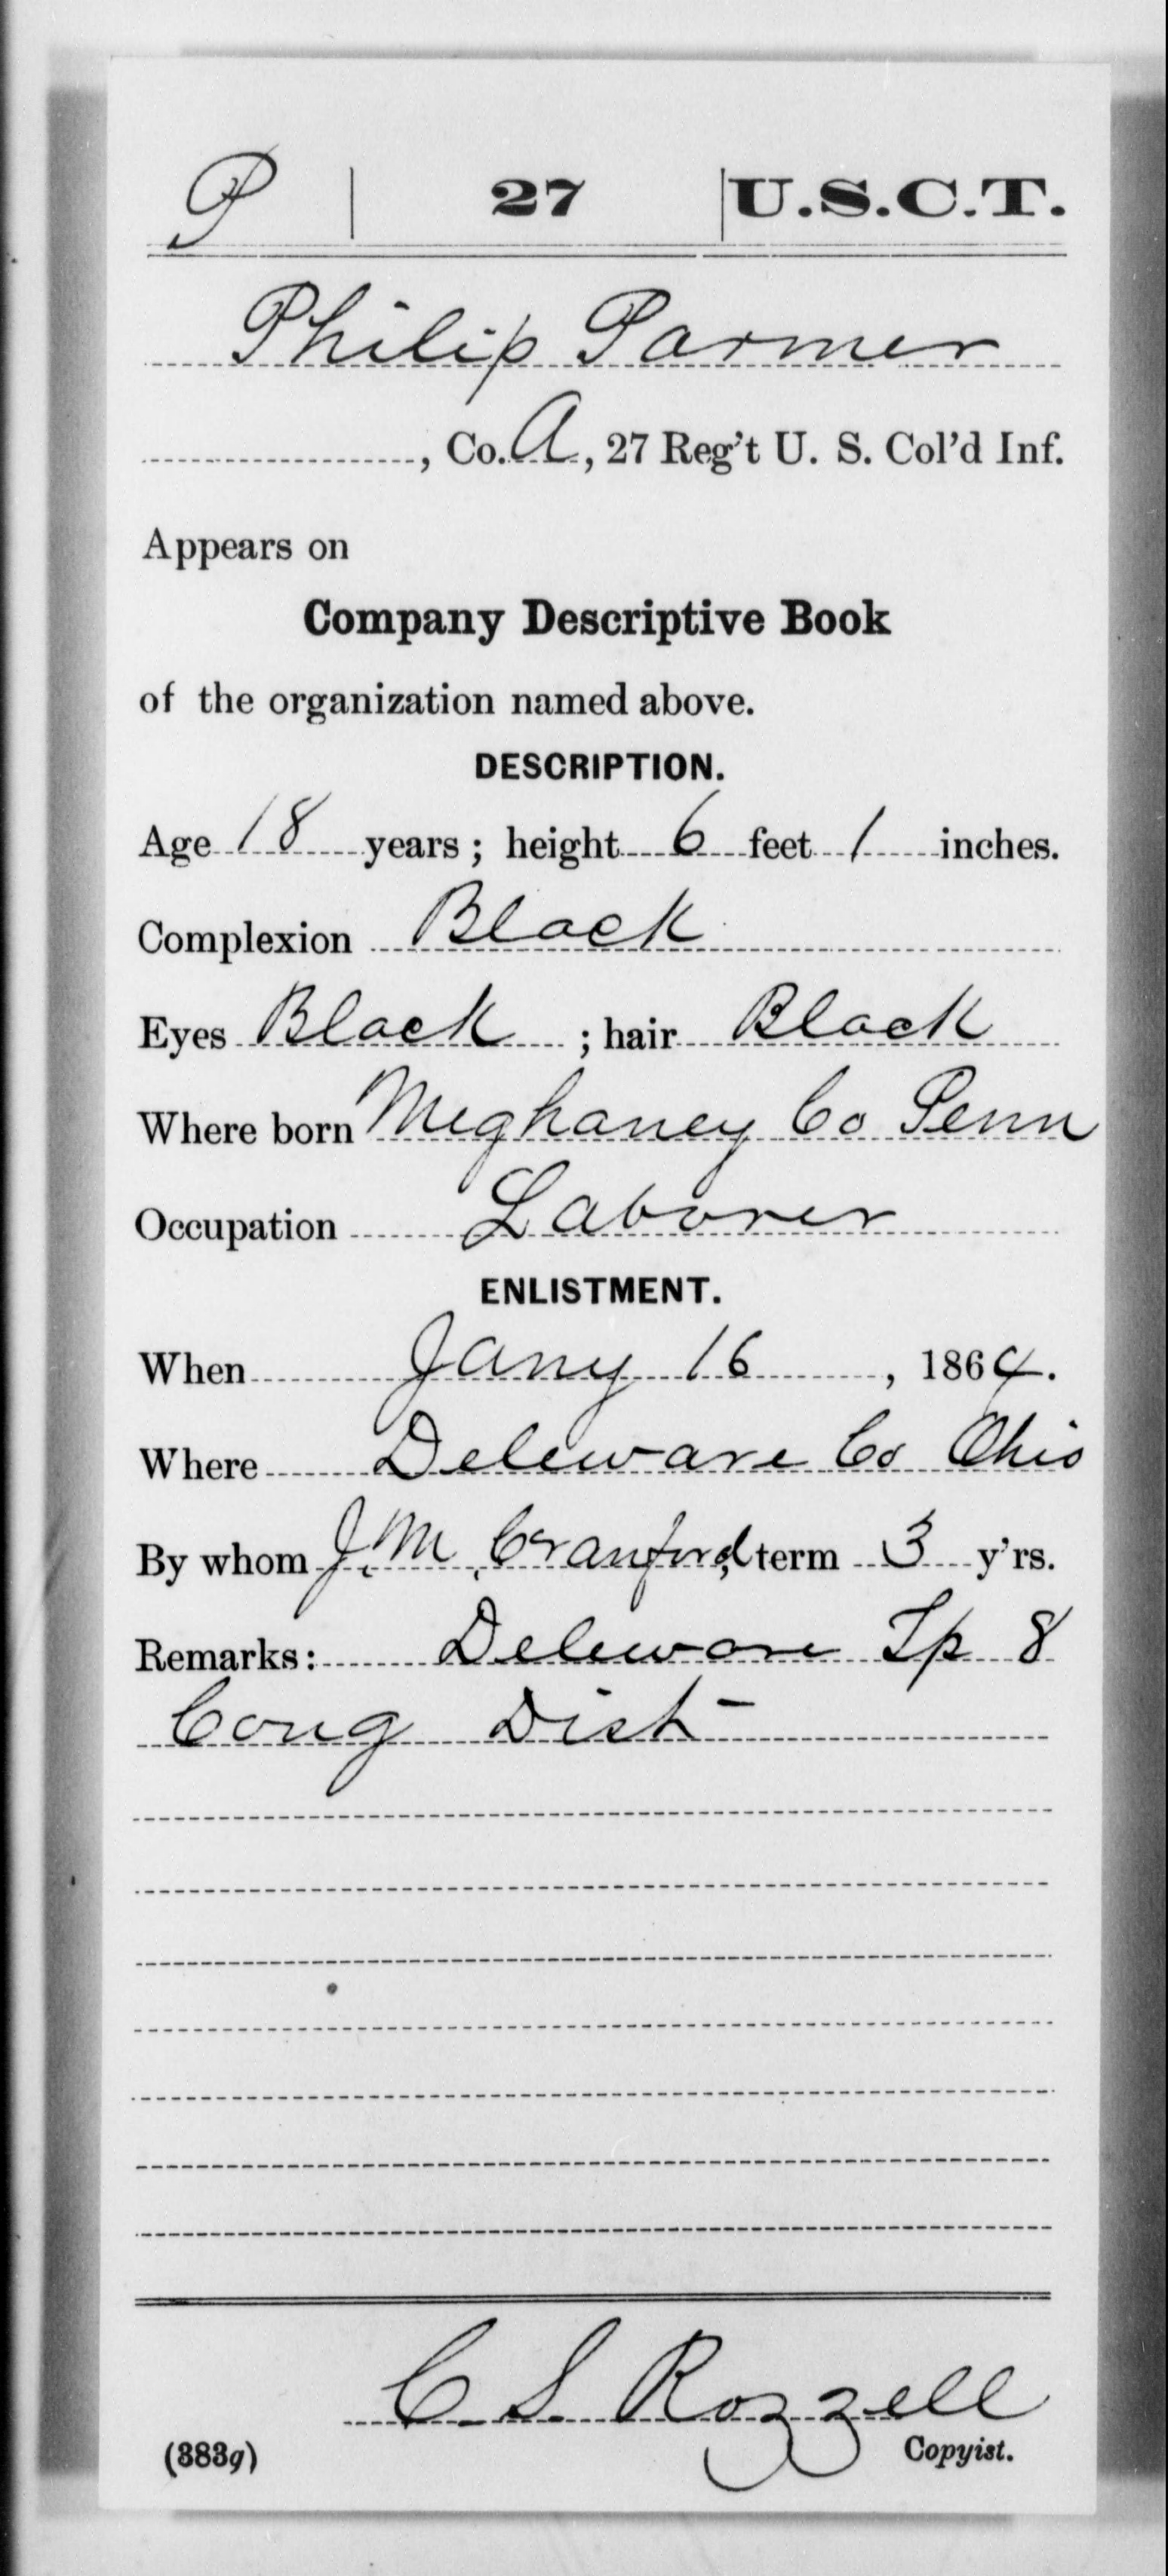 P 27 U.S.C.T.
Philip Parmer
, Co. A, 27 Reg't U. S. Col'd Inf.
Appears on
Company Descriptive Book
of the organization named above.
DESCRIPTION.
Age 18 years; height 6 feet 1 inches.
Complexion Black
Eyes Black; hair Black
Where born Meghaney Co Penn
Occupation Laborer
ENLISTMENT.
When Jany 16, 1864.
Where Deleware Co Ohio
By whom J. M. Cranford, term 3 y'rs.
Remarks: Deleware Tp 8
Cong Dist
C. S. Rozzell
(383g) Copyist.